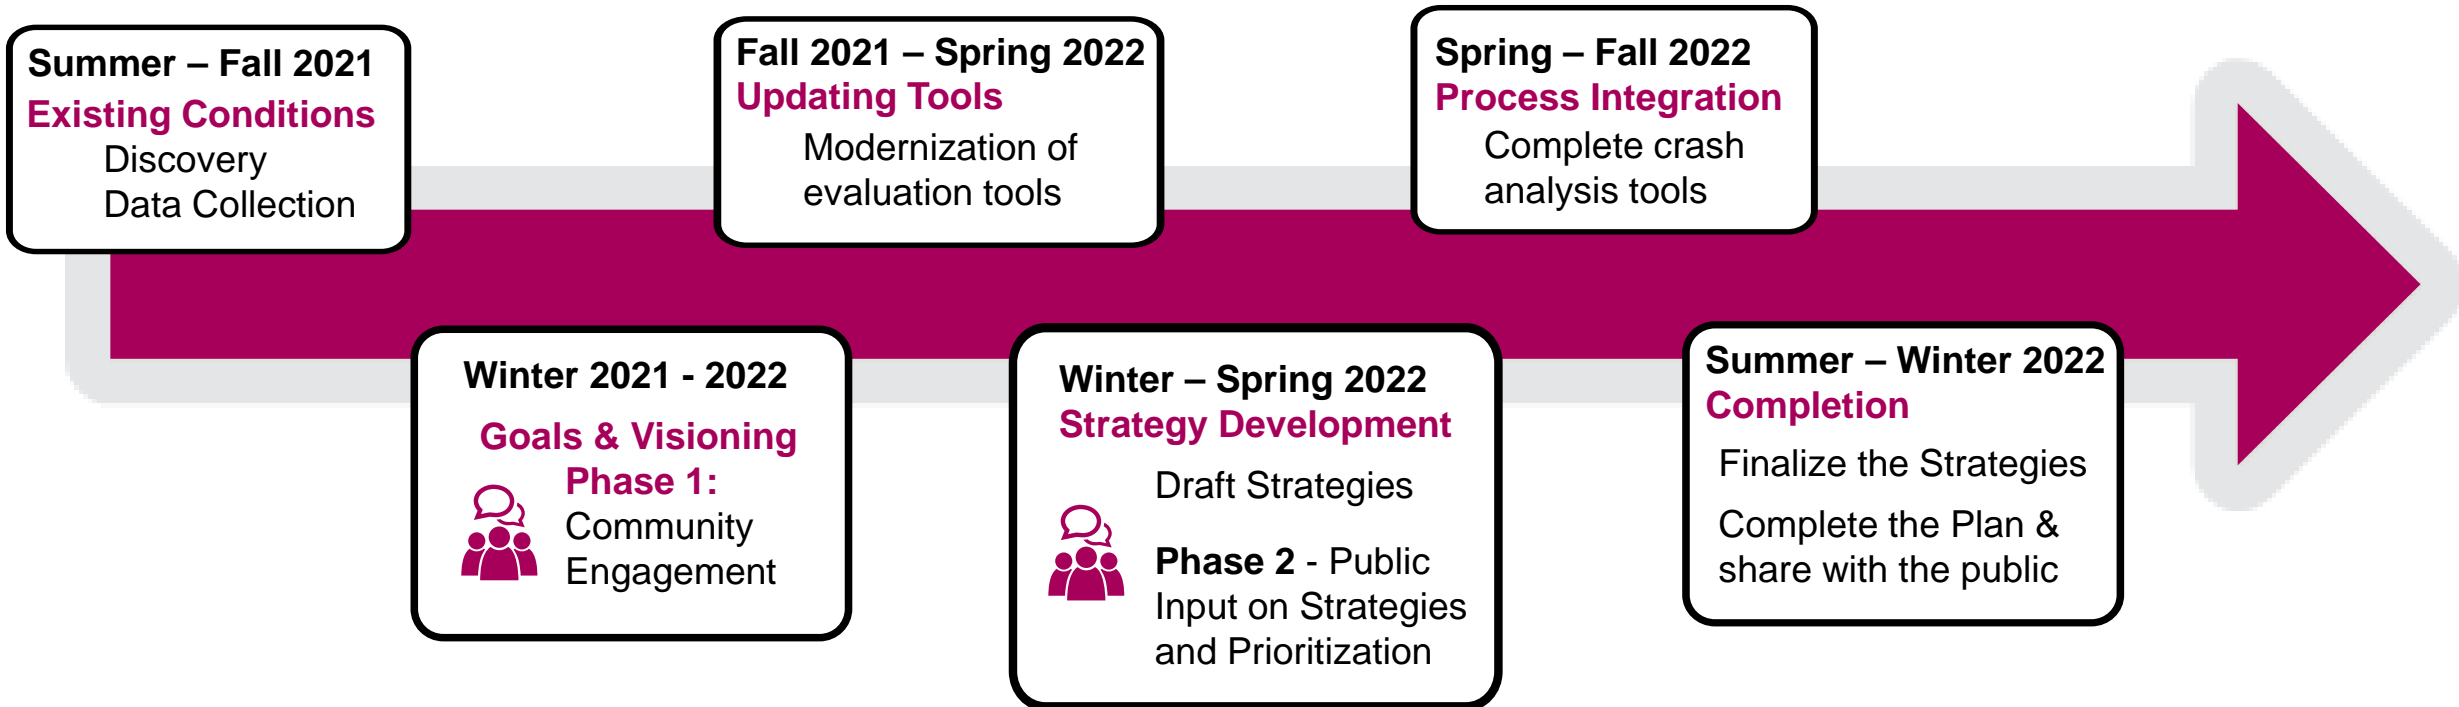 Summer – Fall 2021
Existing Conditions
Discovery
Data Collection
Winter 2021 - 2022
Goals & Visioning
Phase 1:
Community
Engagement
Fall 2021 – Spring 2022
Updating Tools
Modernization of
evaluation tools
Winter – Spring 2022
Strategy Development
Draft Strategies
Phase 2 - Public
Input on Strategies
and Prioritization
Spring – Fall 2022
Process Integration
Complete crash
analysis tools
Summer – Winter 2022
Completion
Finalize the Strategies
Complete the Plan &
share with the public